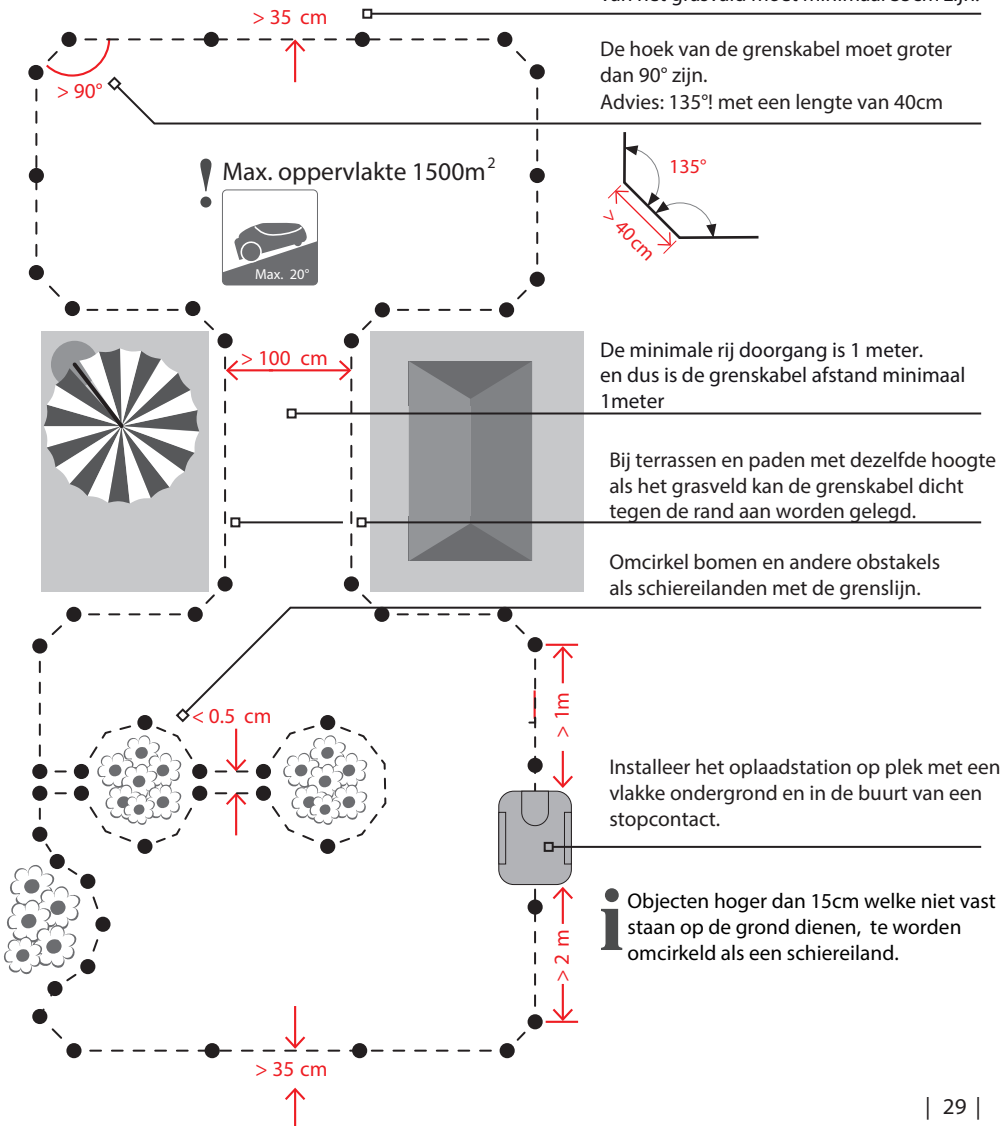 > 35 cm
De hoek van de grenskabel moet groter
dan 90° zijn.
Advies: 135°! met een lengte van 40cm
> 90°
! Max. oppervlakte 1500m²
Max. 20°
135°
> 40 cm
De minimale rij doorgang is 1 meter.
en dus is de grenskabel afstand minimaal
1meter
> 100 cm
Bij terrassen en paden met dezelfde hoogte
als het grasveld kan de grenskabel dicht
tegen de rand aan worden gelegd.
Omcirkel bomen en andere obstakels
als schiereilanden met de grenslijn.
< 0.5 cm
> 1m
Installeer het oplaadstation op plek met een
vlakke ondergrond en in de buurt van een
stopcontact.
i Objecten hoger dan 15cm welke niet vast
staan op de grond dienen, te worden
omcirkeld als een schiereiland.
> 2 m
> 35 cm
| 29 |